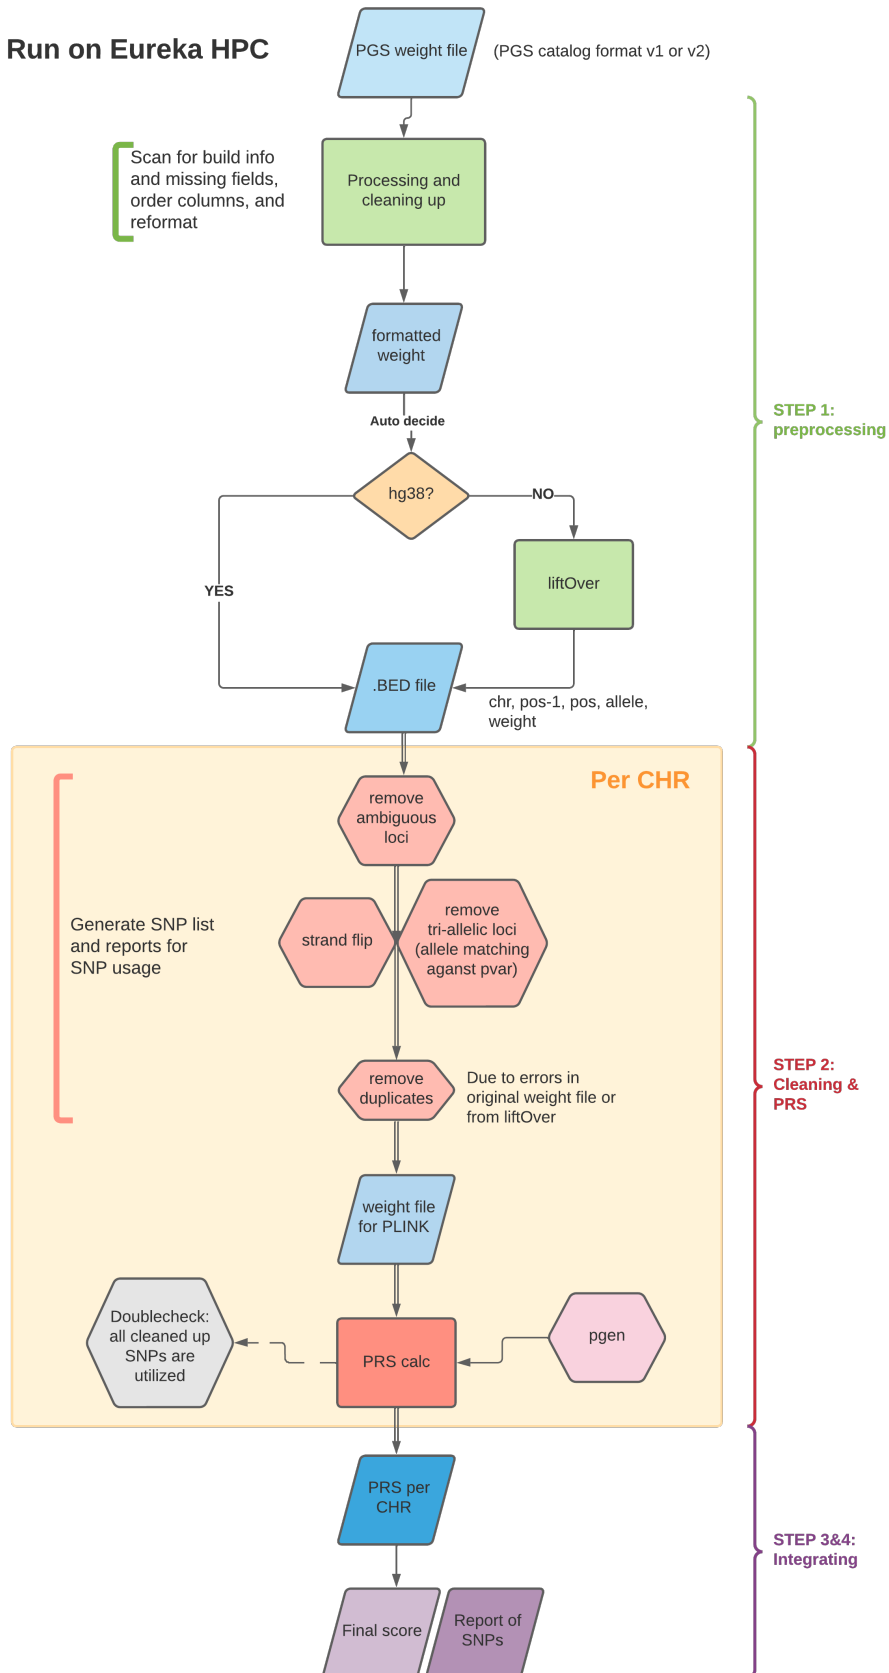 PGS weight file
(PGS catalog format v1 or v2)
Run on Eureka HPC
Scan for build info
and missing fields,
order columns, and
reformat
Processing and
cleaning up
formatted
weight
Auto decide
STEP 1:
preprocessing
hg38?
NO
YES
liftOver
.BED file
chr, pos-1, pos, allele,
weight
Per CHR
remove
ambiguous
loci
Generate SNP list
and reports for
SNP usage
strand flip
remove
tri-allelic loci
(allele matching
aganst pvar)
remove
duplicates
Due to errors in
original weight file or
from liftOver
STEP 2:
Cleaning &
PRS
weight file
for PLINK
Doublecheck:
all cleaned up
SNPs are
utilized
PRS calc
pgen
PRS per
CHR
STEP 3&4:
Integrating
Final score
Report of
SNPs